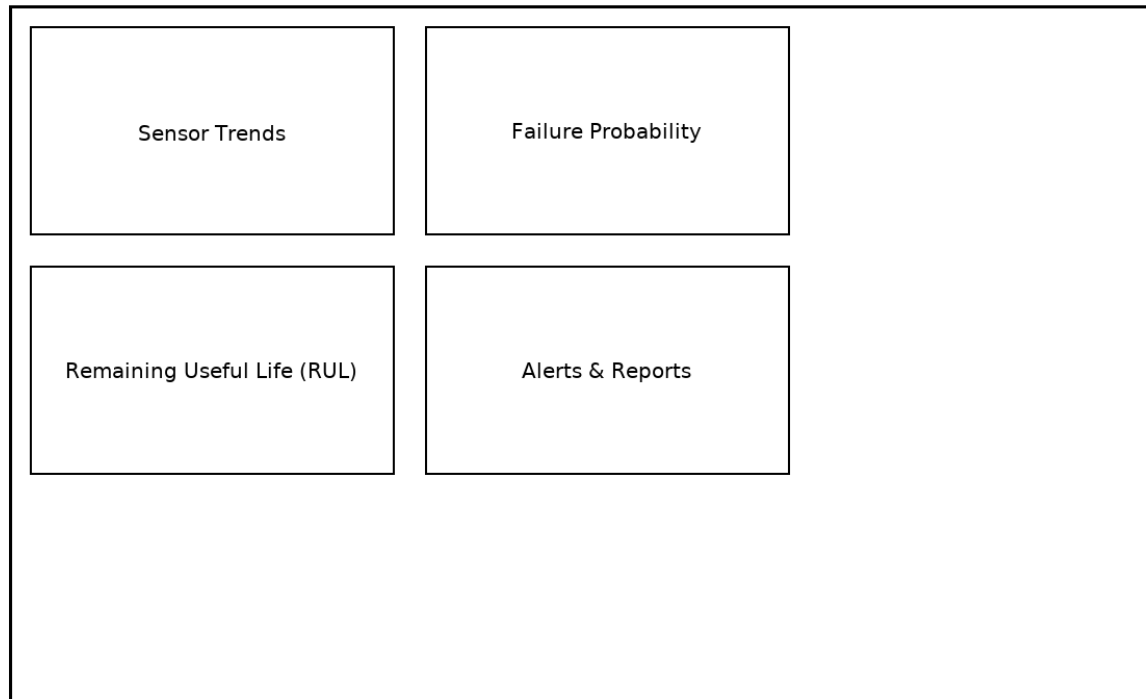 Sensor Trends
Failure Probability
Remaining Useful Life (RUL)
Alerts & Reports